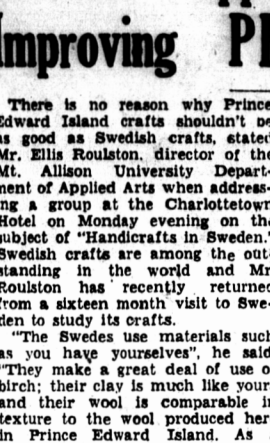 Improving P
There is no reason why Prince
Edward Island crafts shouldn't be
as good as Swedish crafts, stated
Mr. Ellis Roulston, director of the
Mt. Allison University Depart-
ment of Applied Arts when address-
ing a group at the Charlottetown
Hotel on Monday evening on the
subject of "Handicrafts in Sweden."
Swedish crafts are among the out-
standing in the world and Mr.
Roulston has recently returned
from a sixteen month visit to Swe-
den to study its crafts.
"The Swedes use materials such
as you have yourselves", he said
"They make a great deal of use of
birch; their clay is much like yours
and their wool is comparable in
texture to the wool produced here
in Prince Edward Island. As